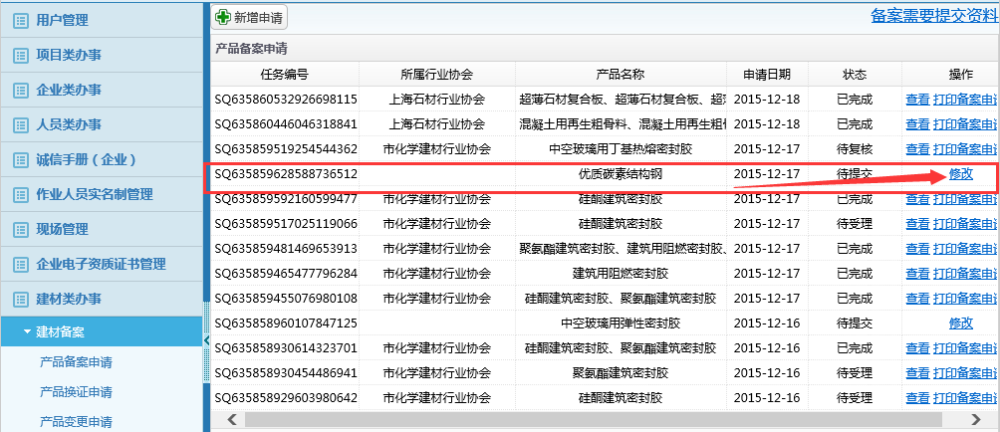 用户管理
项目类办事
企业类办事
人员类办事
诚信手册（企业）
作业人员实名制管理
现场管理
企业电子资质证书管理
建材类办事
建材备案
产品备案申请
产品换证申请
产品变更申请
新增申请 备案需要提交资料
产品备案申请
任务编号 所属行业协会 产品名称 申请日期 状态 操作
SQ635860532926698115 上海石材行业协会 超薄石材复合板、超薄石材复合板、超薄 2015-12-18 已完成 查看 打印备案申请
SQ635860446046318841 上海石材行业协会 混凝土用再生粗骨料、混凝土用再生粗 2015-12-18 已完成 查看 打印备案申请
SQ635859519254544362 市化学建材行业协会 中空玻璃用丁基热熔密封胶 2015-12-17 待复核 查看 打印备案申请
SQ635859628588736512 优质碳素结构钢 2015-12-17 待提交 修改
SQ635859592160599477 市化学建材行业协会 硅酮建筑密封胶 2015-12-17 已完成 查看 打印备案申请
SQ635859517025119066 市化学建材行业协会 硅酮建筑密封胶 2015-12-17 待受理 查看 打印备案申请
SQ635859481469653913 市化学建材行业协会 聚氨酯建筑密封胶、建筑用阻燃密封胶、 2015-12-17 已完成 查看 打印备案申请
SQ635859465477796284 市化学建材行业协会 建筑用阻燃密封胶 2015-12-17 已完成 查看 打印备案申请
SQ635859455076980108 市化学建材行业协会 硅酮建筑密封胶、聚氨酯建筑密封胶 2015-12-17 已完成 查看 打印备案申请
SQ635858960107847125 中空玻璃用弹性密封胶 2015-12-16 待提交 修改
SQ635858930614323701 市化学建材行业协会 硅酮建筑密封胶、聚氨酯建筑密封胶 2015-12-16 已完成 查看 打印备案申请
SQ635858930454486941 市化学建材行业协会 聚氨酯建筑密封胶 2015-12-16 待受理 查看 打印备案申请
SQ635858929603980642 市化学建材行业协会 硅酮建筑密封胶 2015-12-16 待受理 查看 打印备案申请